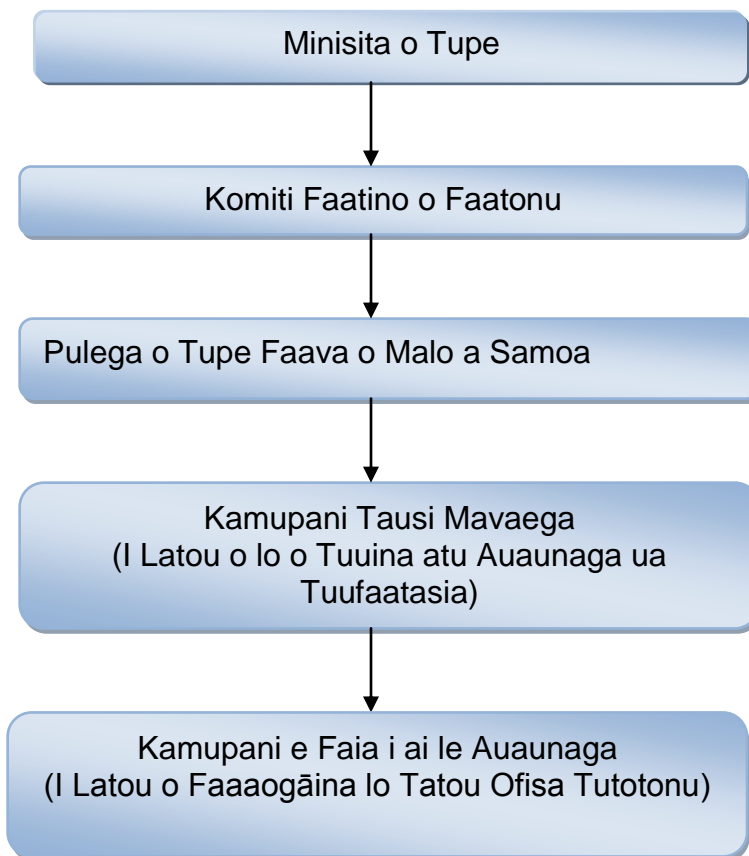 Minisita o Tupe
Komiti Faatino o Faatonu
Pulega o Tupe Faava o Malo a Samoa
Kamupani Tausi Mavaega
(I Latou o lo o Tuuina atu Auaunaga ua
Tuufaatasia)
Kamupani e Faia i ai le Auaunaga
(I Latou o Faaaogāina lo Tatou Ofisa Tutotonu)